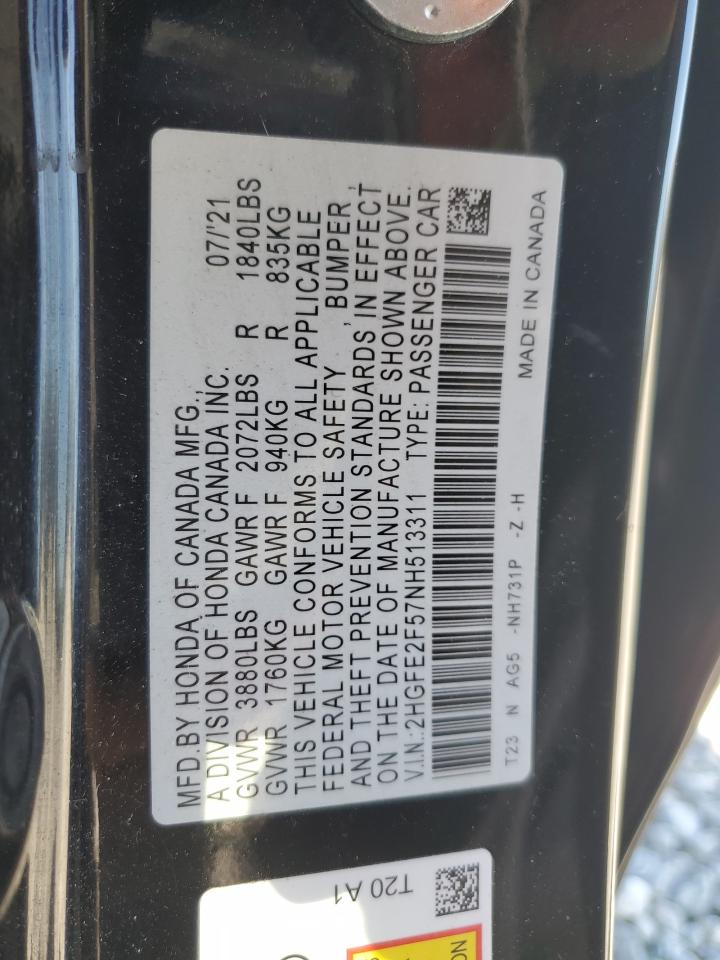 MFD.BY HONDA OF CANADA MFG.,
A DIVISION OF HONDA CANADA INC. 07/'21
GVWR 3880LBS GAWR F 2072LBS R 1840LBS
GVWR 1760KG GAWR F 940KG R 835KG
THIS VEHICLE CONFORMS TO ALL APPLICABLE
FEDERAL MOTOR VEHICLE SAFETY , BUMPER ,
AND THEFT PREVENTION STANDARDS IN EFFECT
ON THE DATE OF MANUFACTURE SHOWN ABOVE.
V.I.N.:2HGFE2F57NH513311 TYPE: PASSENGER CAR
T23 N AG5 -NH731P -Z -H
MADE IN CANADA
T20 A1